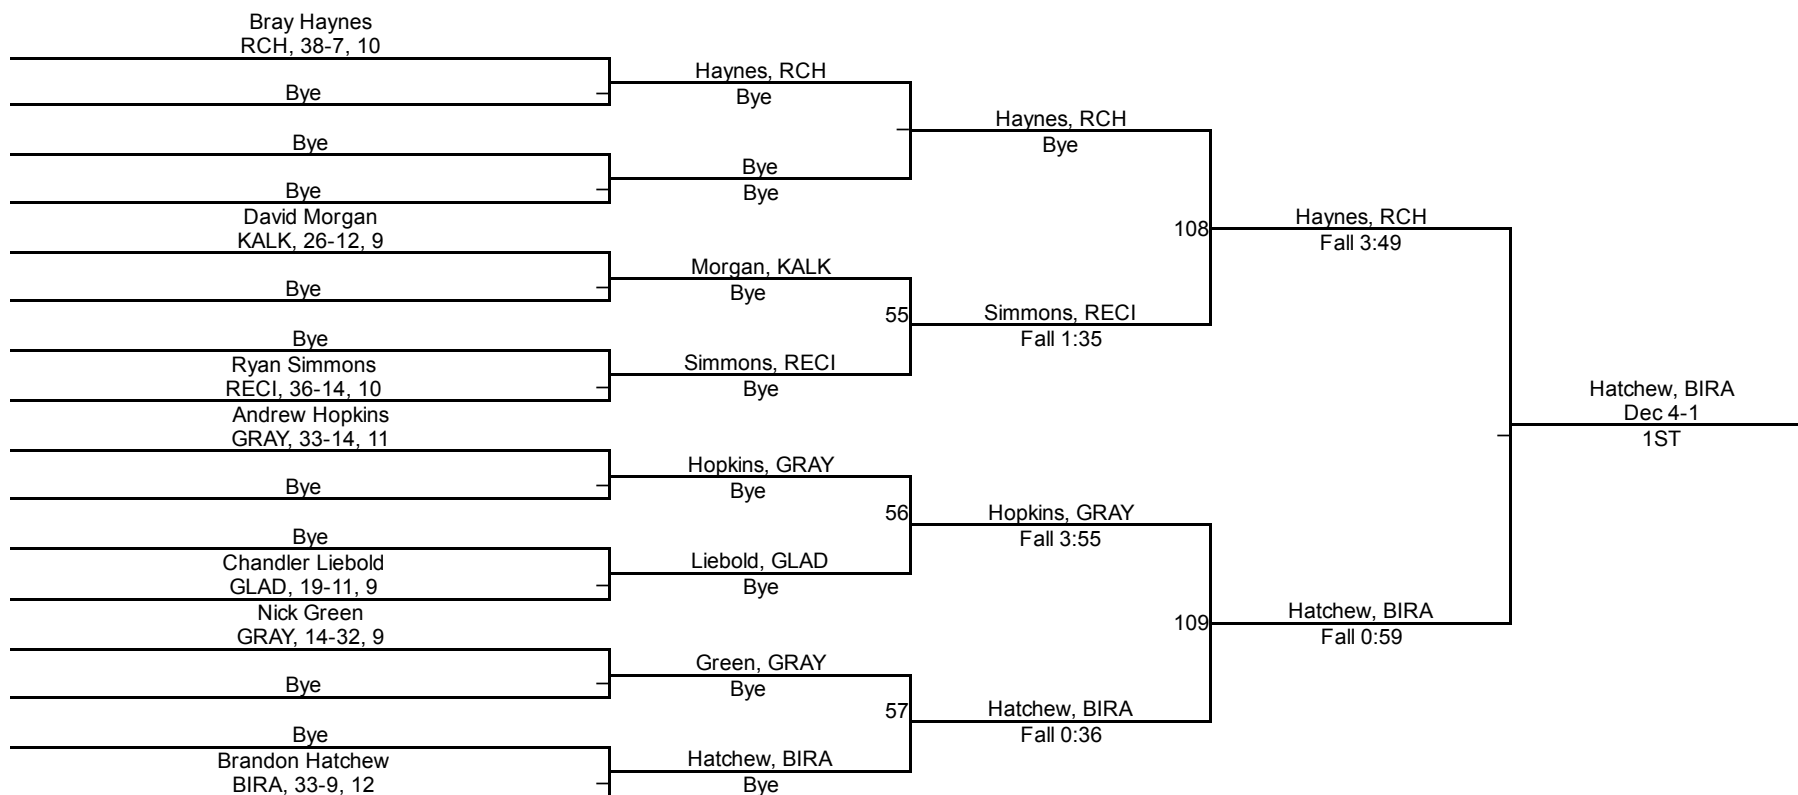 Bray Haynes
RCH, 38-7, 10
Bye
Bye
Bye
David Morgan
KALK, 26-12, 9
Bye
Bye
Ryan Simmons
RECI, 36-14, 10
Andrew Hopkins
GRAY, 33-14, 11
Bye
Bye
Chandler Liebold
GLAD, 19-11, 9
Nick Green
GRAY, 14-32, 9
Bye
Bye
Brandon Hatchew
BIRA, 33-9, 12
Haynes, RCH
Bye
Bye
Bye
Morgan, KALK
Bye
55
Simmons, RECI
Bye
Hopkins, GRAY
Bye
56
Liebold, GLAD
Bye
Green, GRAY
Bye
57
Hatchew, BIRA
Bye
Haynes, RCH
Bye
108
Simmons, RECI
Fall 1:35
Hopkins, GRAY
Fall 3:55
109
Hatchew, BIRA
Fall 0:36
Haynes, RCH
Fall 3:49
Hatchew, BIRA
Fall 0:59
Hatchew, BIRA
Dec 4-1
1ST